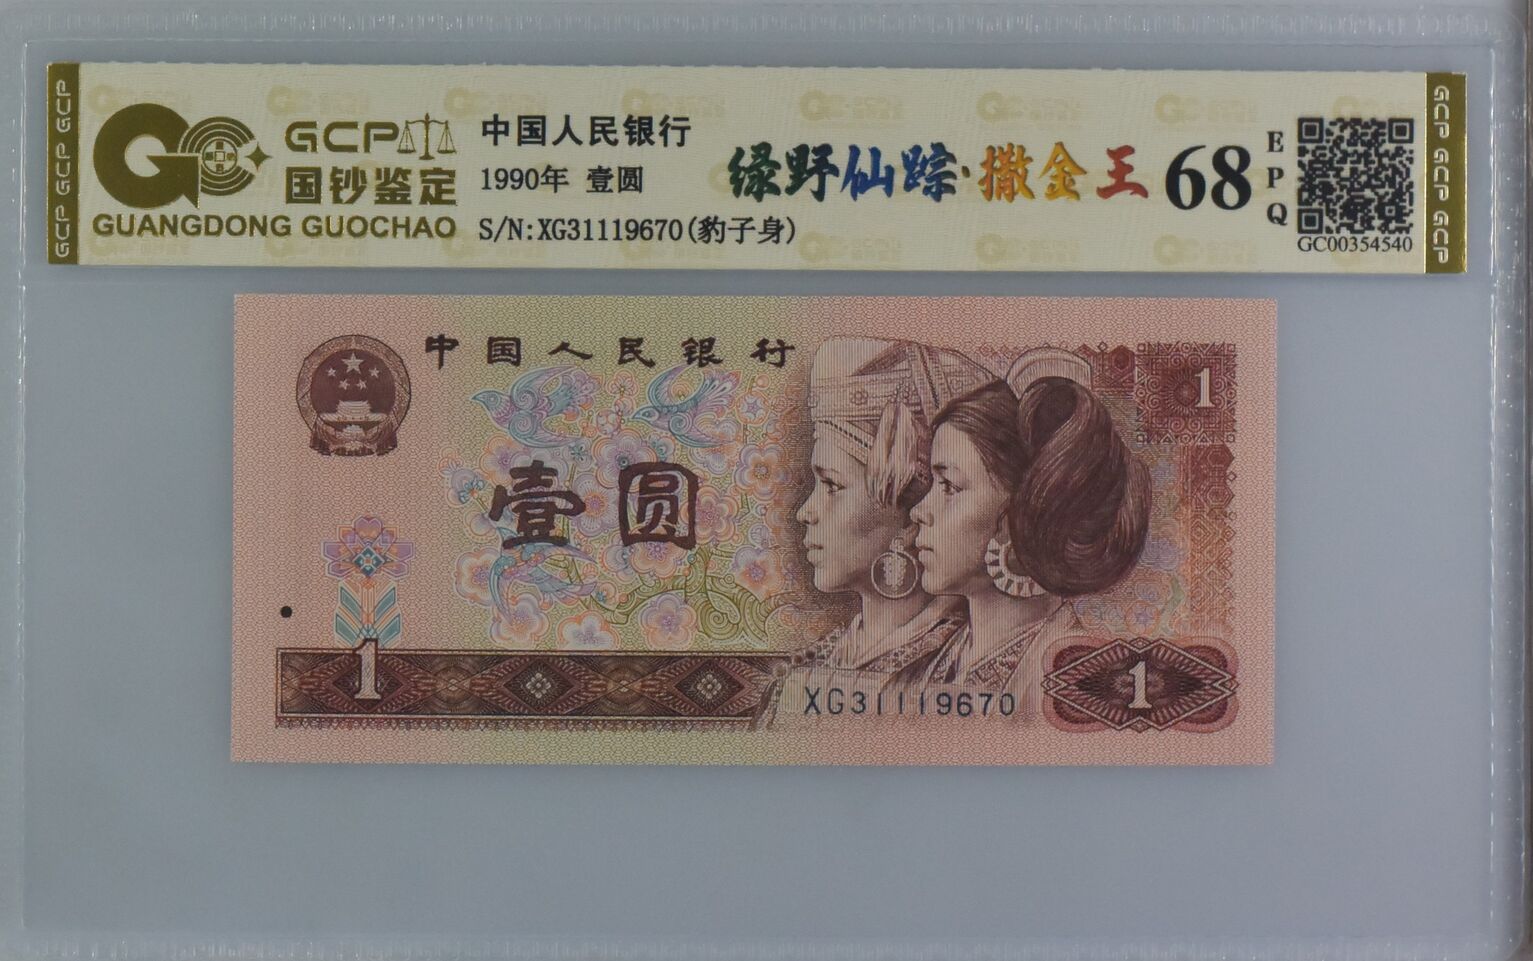 GCP GCP GCP
GCP
国钞鉴定
GUANGDONG GUOCHAO
中国人民银行
1990年 壹圆
S/N:XG31119670(豹子身)
绿野仙踪·撒金王
68
EPQ
GC00354540
GCP GCP GCP
中国人民银行
1
壹圆
1
XG31119670
1